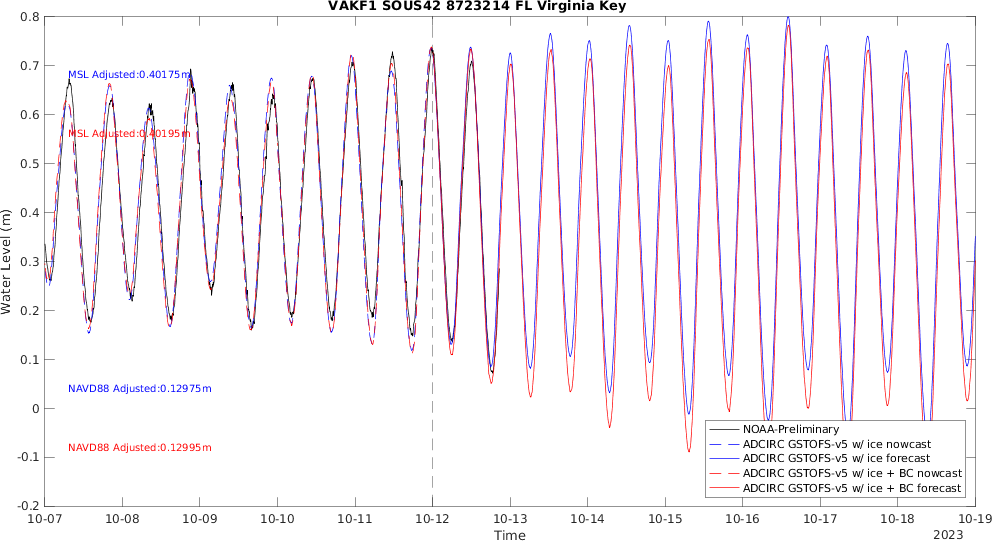 VAKF1 SOUS42 8723214 FL Virginia Key
0.8
0.7
0.6
0.5
0.4
0.3
0.2
0.1
0
-0.1
-0.2
Water Level (m)
MSL Adjusted:0.40175m
MSL Adjusted:0.40195m
NAVD88 Adjusted:0.12975m
NAVD88 Adjusted:0.12995m
NOAA-Preliminary
ADCIRC GSTOFS-v5 w/ ice nowcast
ADCIRC GSTOFS-v5 w/ ice forecast
ADCIRC GSTOFS-v5 w/ ice + BC nowcast
ADCIRC GSTOFS-v5 w/ ice + BC forecast
10-07 10-08 10-09 10-10 10-11 10-12 10-13 10-14 10-15 10-16 10-17 10-18 10-19
Time
2023